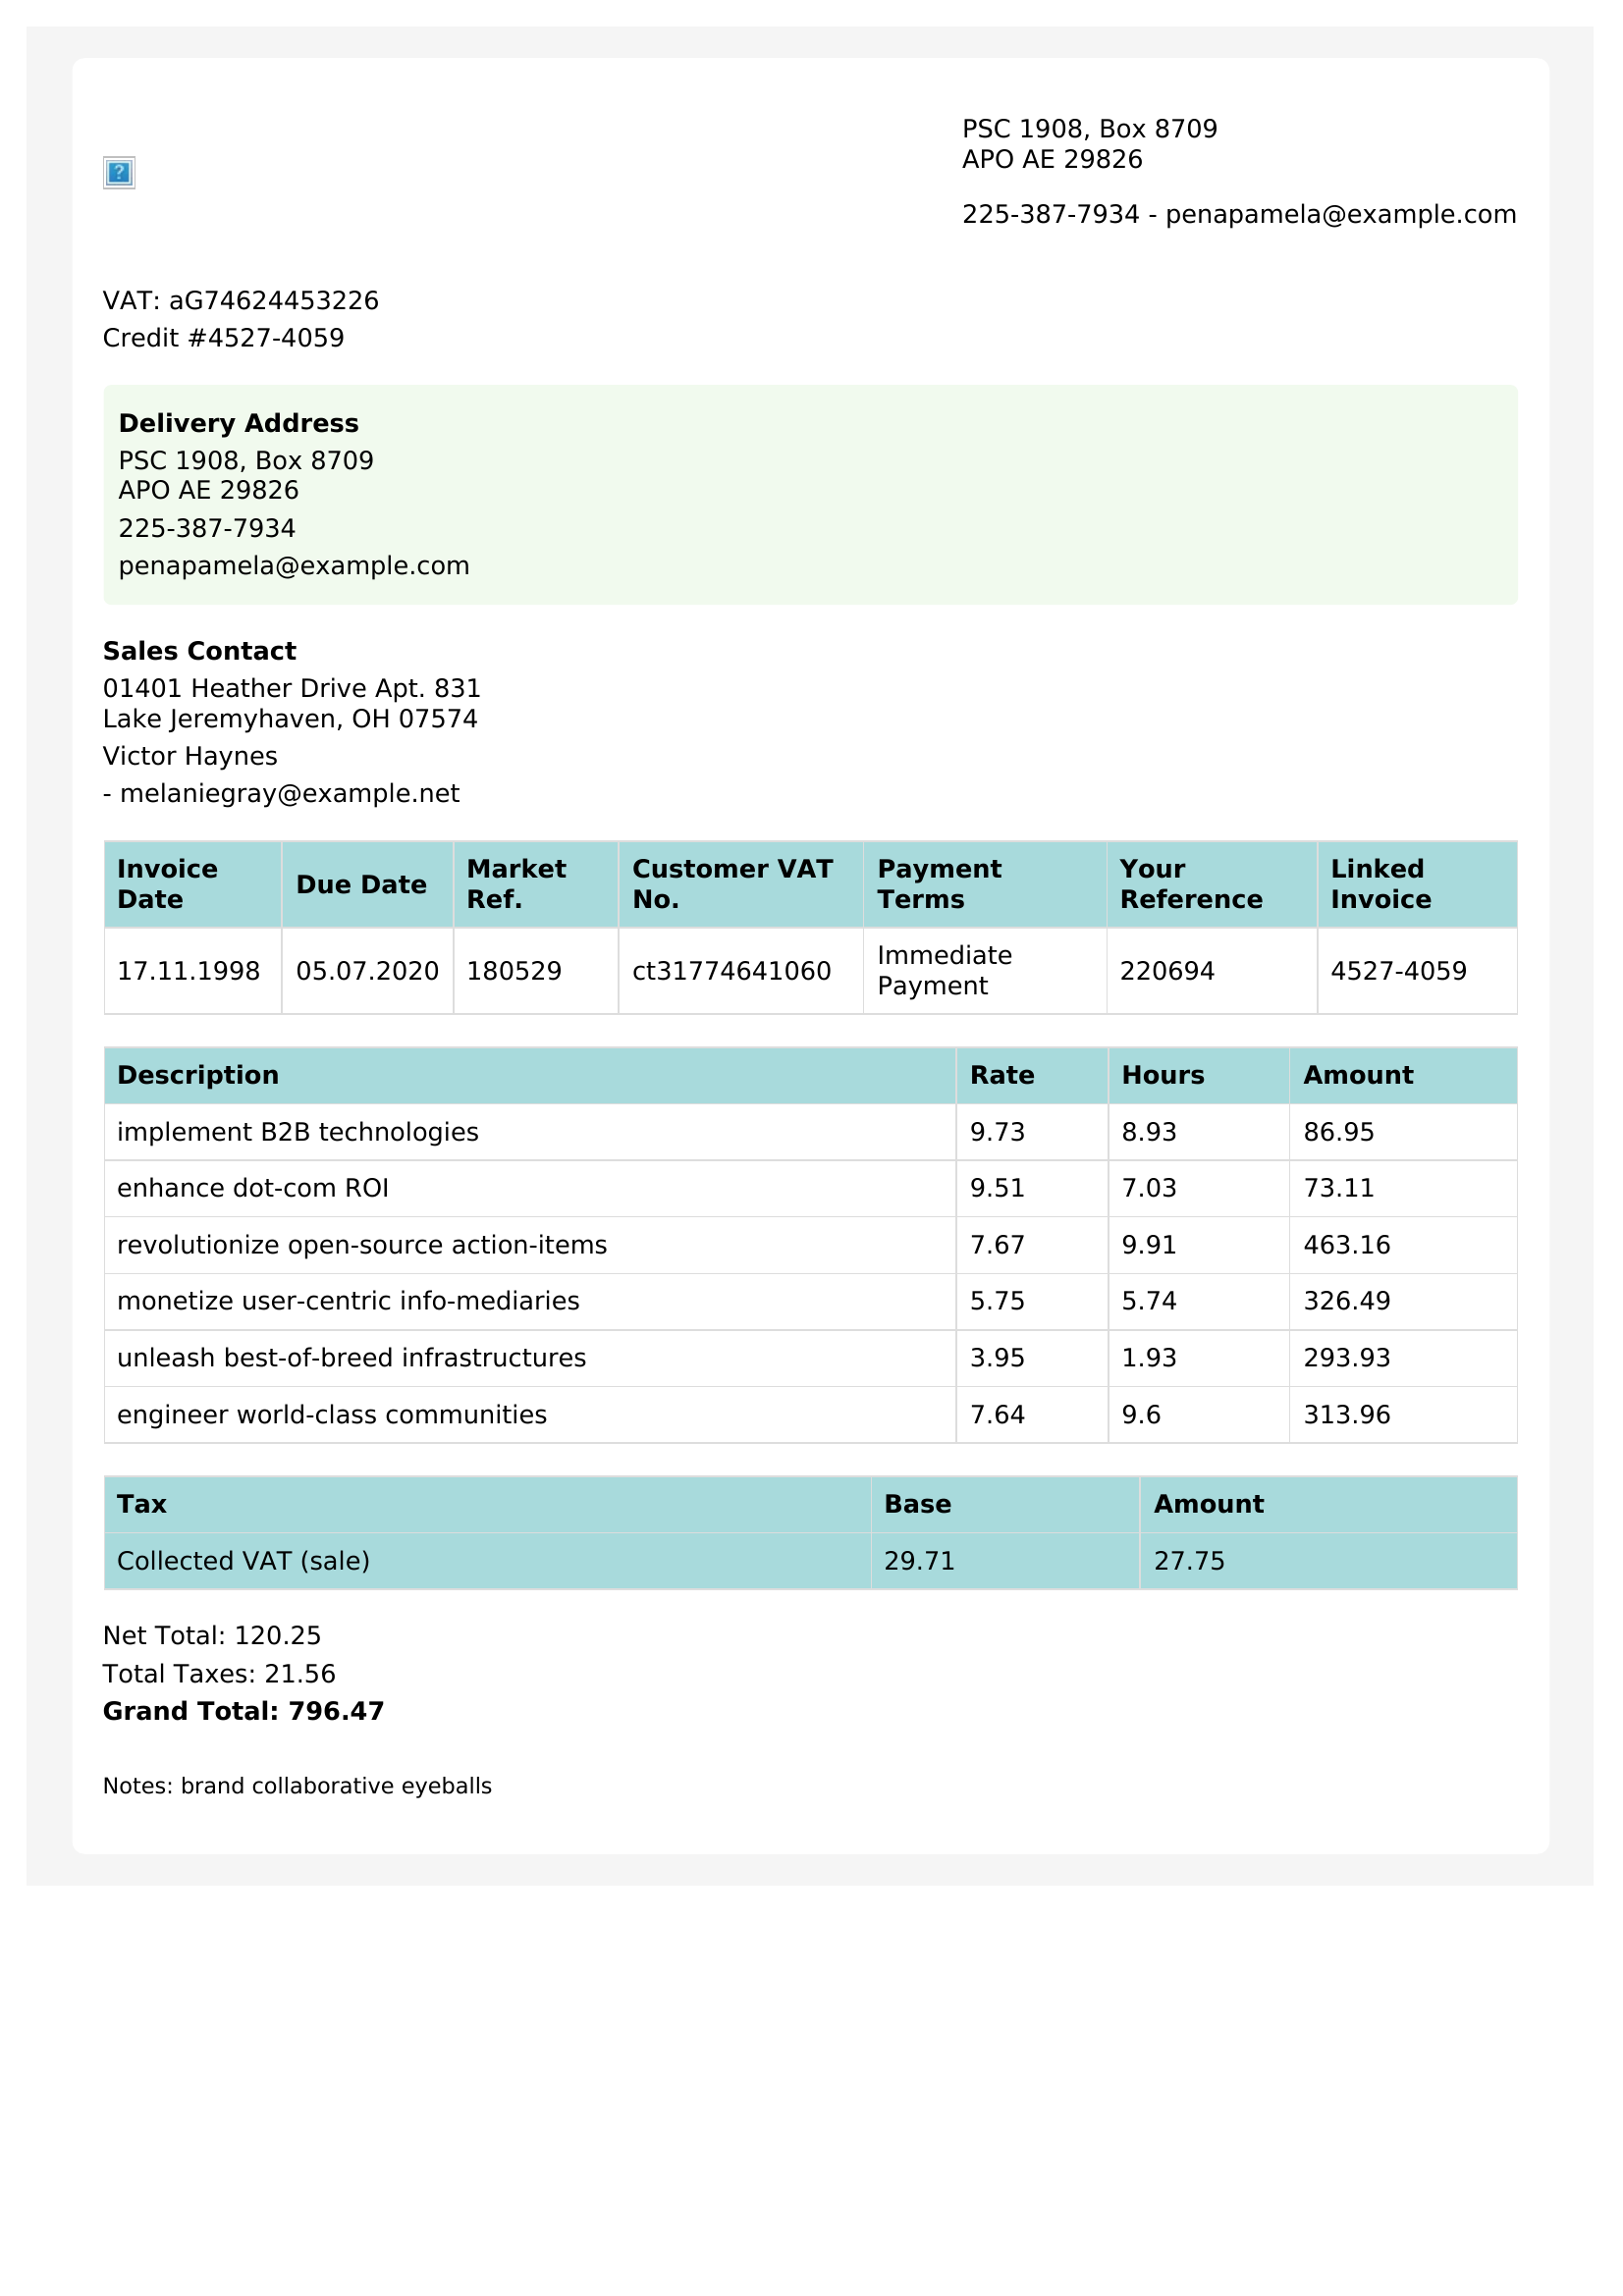 PSC 1908, Box 8709
APO AE 29826
225-387-7934 - penapamela@example.com
VAT: aG74624453226
Credit #4527-4059
Delivery Address
PSC 1908, Box 8709
APO AE 29826
225-387-7934
penapamela@example.com
Sales Contact
01401 Heather Drive Apt. 831
Lake Jeremyhaven, OH 07574
Victor Haynes
- melaniegray@example.net
Invoice Date Due Date Market Ref. Customer VAT No. Payment Terms Your Reference Linked Invoice
17.11.1998 05.07.2020 180529 ct31774641060 Immediate Payment 220694 4527-4059
Description Rate Hours Amount
implement B2B technologies 9.73 8.93 86.95
enhance dot-com ROI 9.51 7.03 73.11
revolutionize open-source action-items 7.67 9.91 463.16
monetize user-centric info-mediaries 5.75 5.74 326.49
unleash best-of-breed infrastructures 3.95 1.93 293.93
engineer world-class communities 7.64 9.6 313.96
Tax Base Amount
Collected VAT (sale) 29.71 27.75
Net Total: 120.25
Total Taxes: 21.56
Grand Total: 796.47
Notes: brand collaborative eyeballs